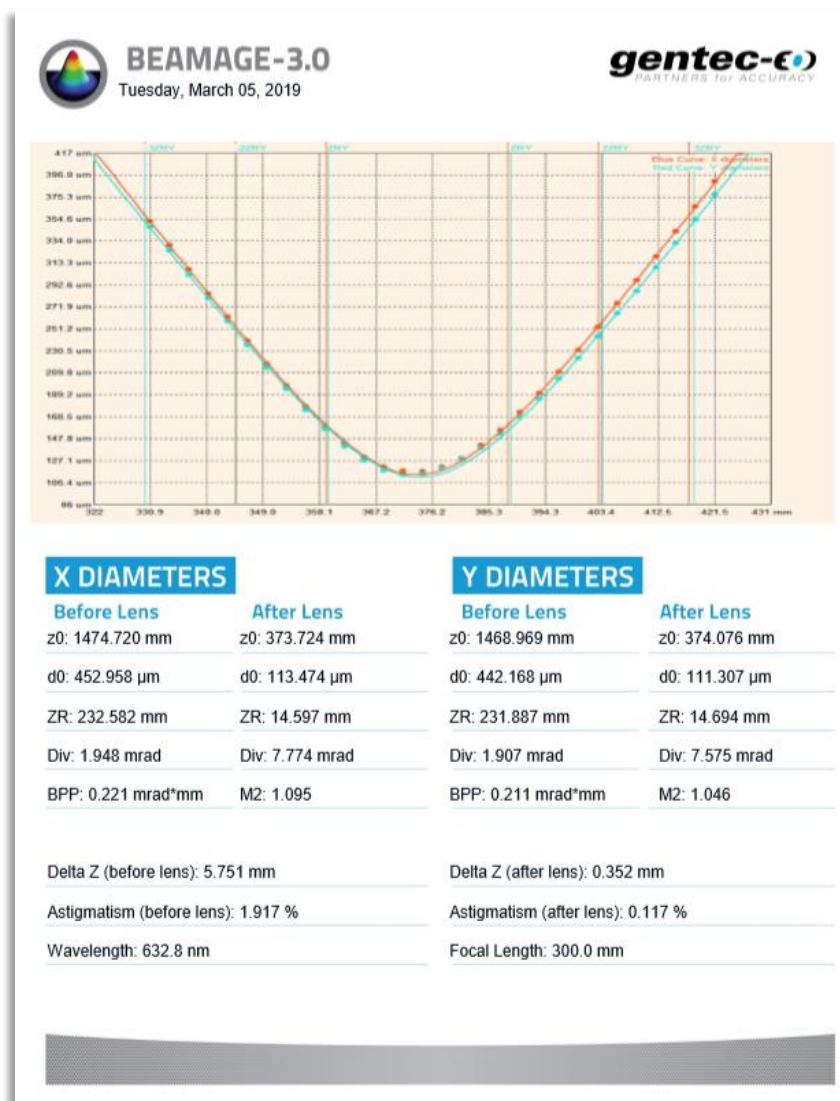 BEAMAGE-3.0
Tuesday, March 05, 2019
gentec-EO
PARTNERS for ACCURACY
Blue Curve: X diameters
Red Curve: Y diameters
417 um
396.0 um
375.3 um
354.6 um
334.0 um
313.3 um
292.6 um
271.9 um
251.2 um
230.5 um
209.8 um
189.2 um
168.5 um
147.8 um
127.1 um
106.4 um
86 um
322 330.9 340.0 349.0 358.1 367.2 376.2 385.3 394.3 403.4 412.5 421.5 431 mm
X DIAMETERS
Before Lens After Lens
z0: 1474.720 mm z0: 373.724 mm
d0: 452.958 µm d0: 113.474 µm
ZR: 232.582 mm ZR: 14.597 mm
Div: 1.948 mrad Div: 7.774 mrad
BPP: 0.221 mrad*mm M2: 1.095
Y DIAMETERS
Before Lens After Lens
z0: 1468.969 mm z0: 374.076 mm
d0: 442.168 µm d0: 111.307 µm
ZR: 231.887 mm ZR: 14.694 mm
Div: 1.907 mrad Div: 7.575 mrad
BPP: 0.211 mrad*mm M2: 1.046
Delta Z (before lens): 5.751 mm
Astigmatism (before lens): 1.917 %
Wavelength: 632.8 nm
Delta Z (after lens): 0.352 mm
Astigmatism (after lens): 0.117 %
Focal Length: 300.0 mm